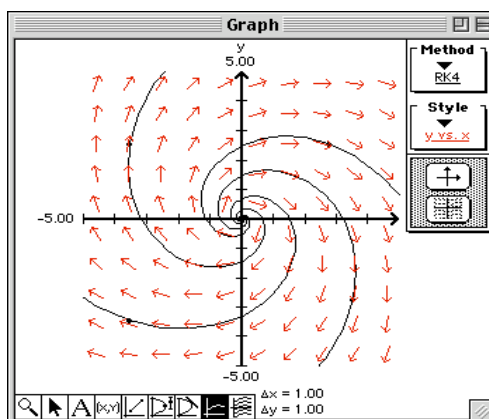 Graph
y
5.00
-5.00
-5.00
Method
RK4
Style
y vs. x
A
(X,Y)
Δx = 1.00
Δy = 1.00